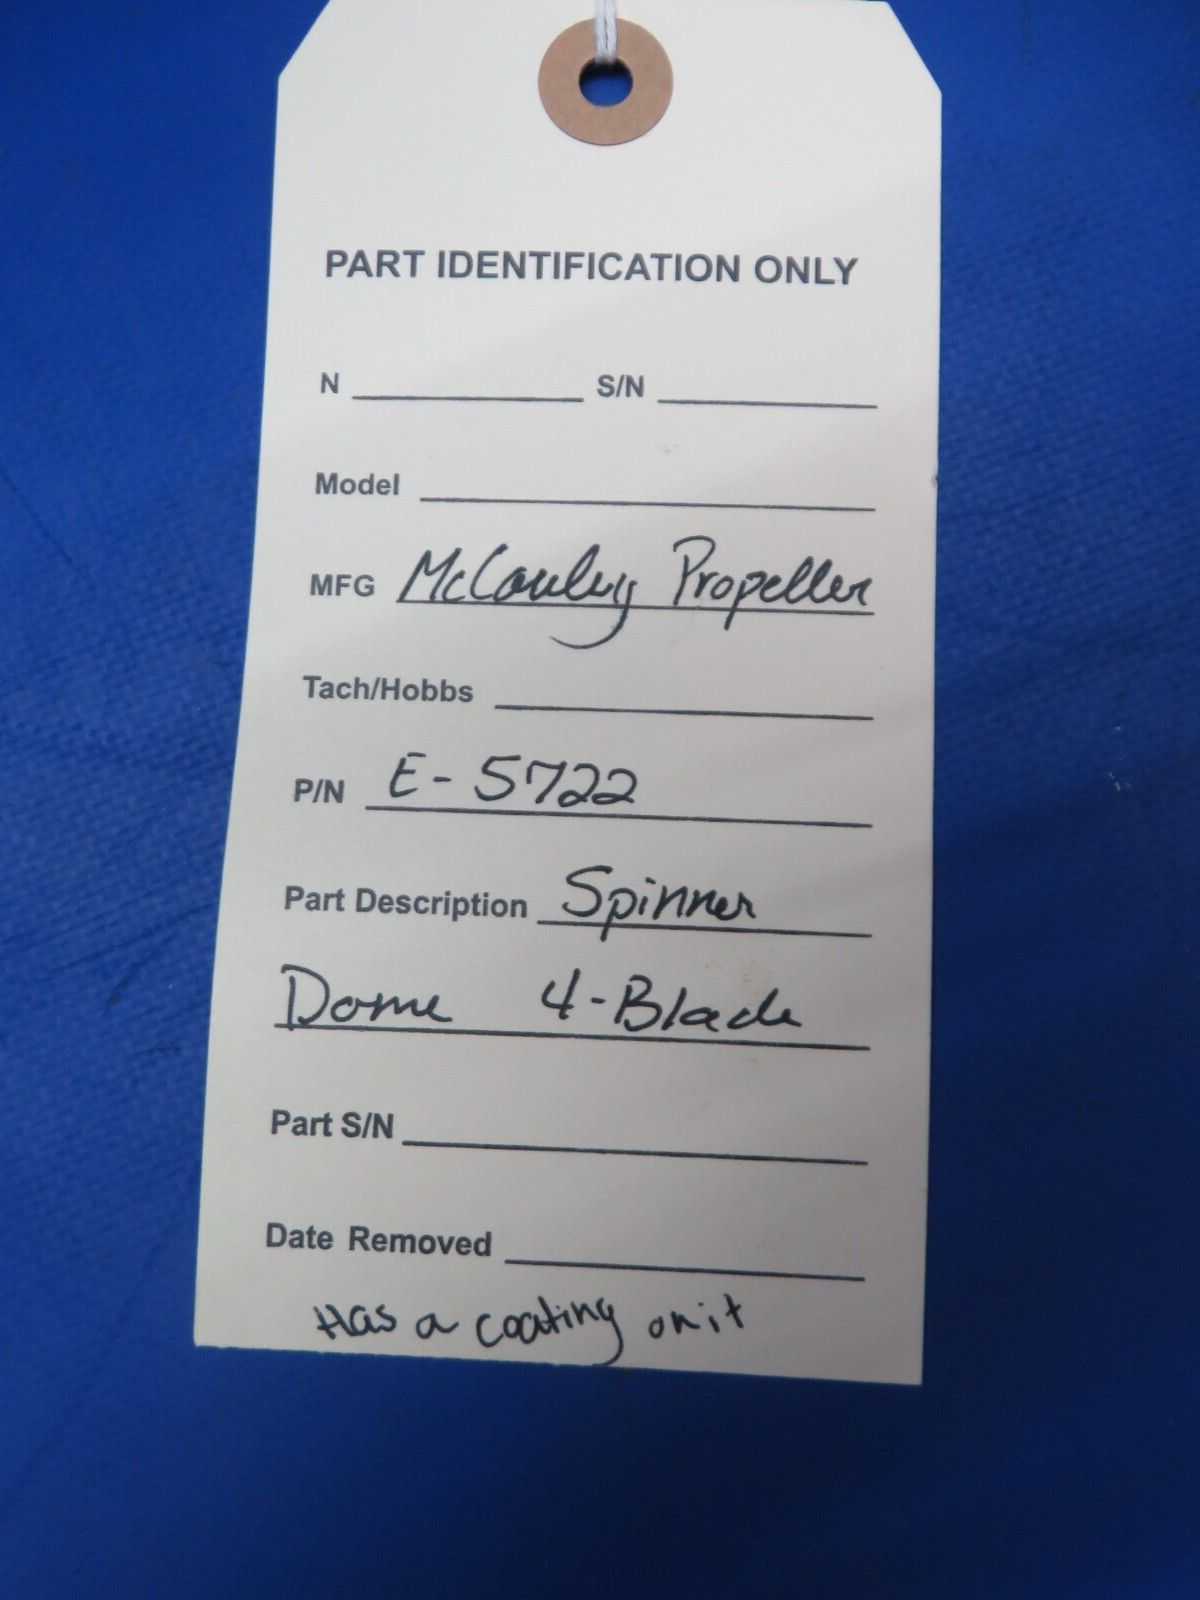 PART IDENTIFICATION ONLY
N S/N
Model
MFG McCauley Propeller
Tach/Hobbs
P/N E-5722
Part Description Spinner
Dome 4-Blade
Part S/N
Date Removed
Has a coating on it